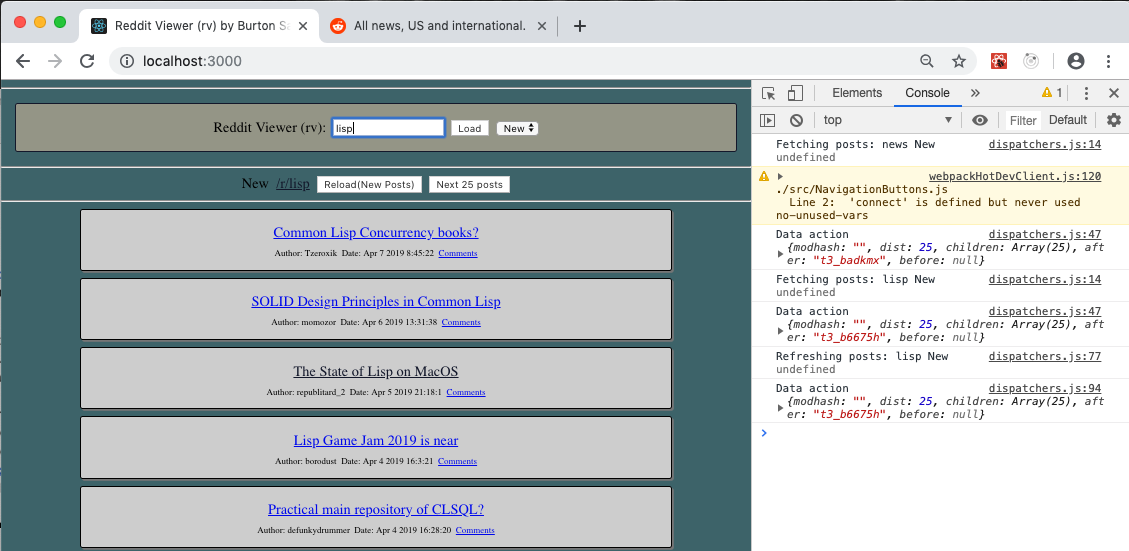 Reddit Viewer (rv) by Burton Sa
All news, US and international.
localhost:3000
Reddit Viewer (rv): lisp Load New
New /r/lisp Reload(New Posts) Next 25 posts
Common Lisp Concurrency books?
Author: Tzeroxik Date: Apr 7 2019 8:45:22 Comments
SOLID Design Principles in Common Lisp
Author: momozor Date: Apr 6 2019 13:31:38 Comments
The State of Lisp on MacOS
Author: republitard_2 Date: Apr 5 2019 21:18:1 Comments
Lisp Game Jam 2019 is near
Author: borodust Date: Apr 4 2019 16:3:21 Comments
Practical main repository of CLSQL?
Author: defunkydrummer Date: Apr 4 2019 16:28:20 Comments
Elements Console » 1
top Filter Default
Fetching posts: news New dispatchers.js:14
undefined
webpackHotDevClient.js:120
./src/NavigationButtons.js
Line 2: 'connect' is defined but never used
no-unused-vars
Data action dispatchers.js:47
{modhash: "", dist: 25, children: Array(25), aft
er: "t3_badkmx", before: null}
Fetching posts: lisp New dispatchers.js:14
undefined
Data action dispatchers.js:47
{modhash: "", dist: 25, children: Array(25), aft
er: "t3_b6675h", before: null}
Refreshing posts: lisp New dispatchers.js:77
undefined
Data action dispatchers.js:94
{modhash: "", dist: 25, children: Array(25), aft
er: "t3_b6675h", before: null}